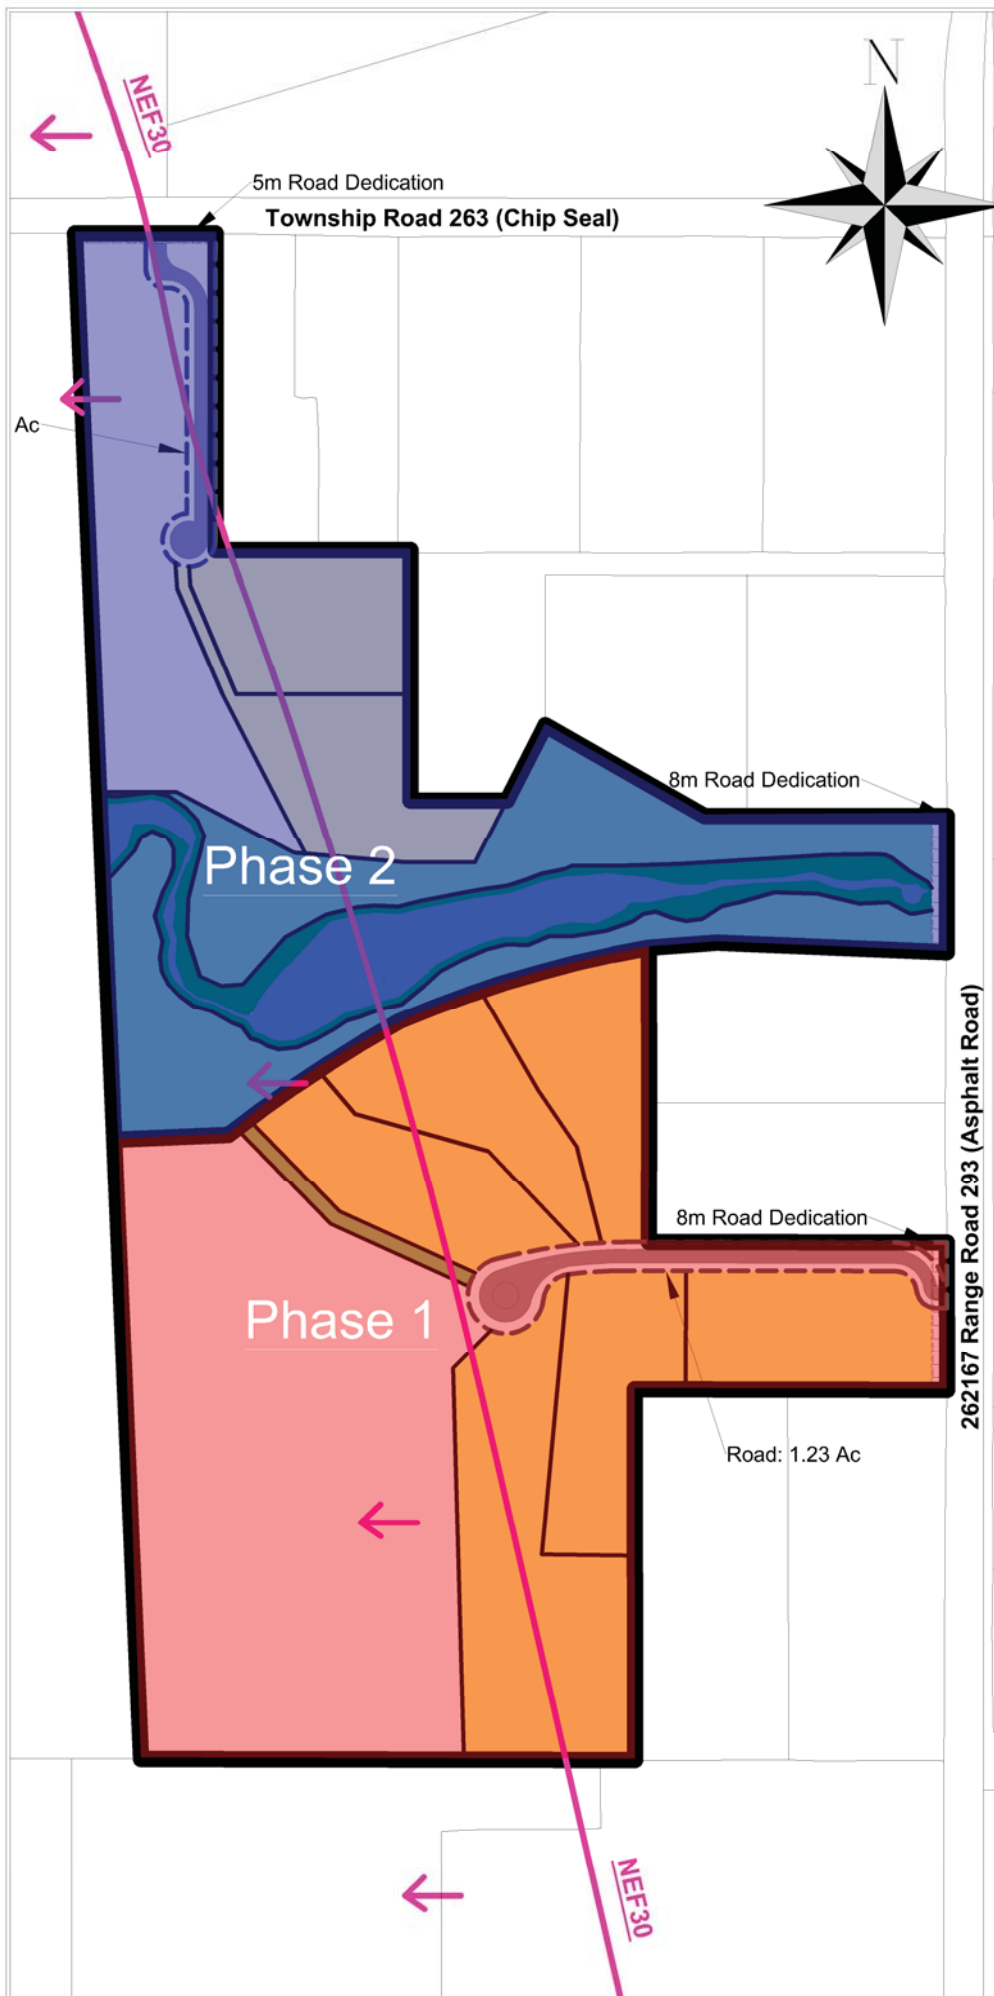 N
NEF30
5m Road Dedication
Township Road 263 (Chip Seal)
Ac
8m Road Dedication
Phase 2
262167 Range Road 293 (Asphalt Road)
8m Road Dedication
Phase 1
Road: 1.23 Ac
NEF30